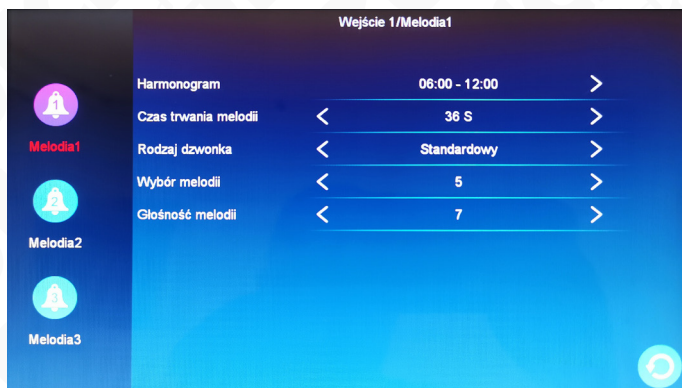 Wejście 1/Melodia1
Harmonogram 06:00 - 12:00
1
Czas trwania melodii 36 S
Melodia1
Rodzaj dzwonka Standardowy
Wybór melodii 5
2
Głośność melodii 7
Melodia2
3
Melodia3